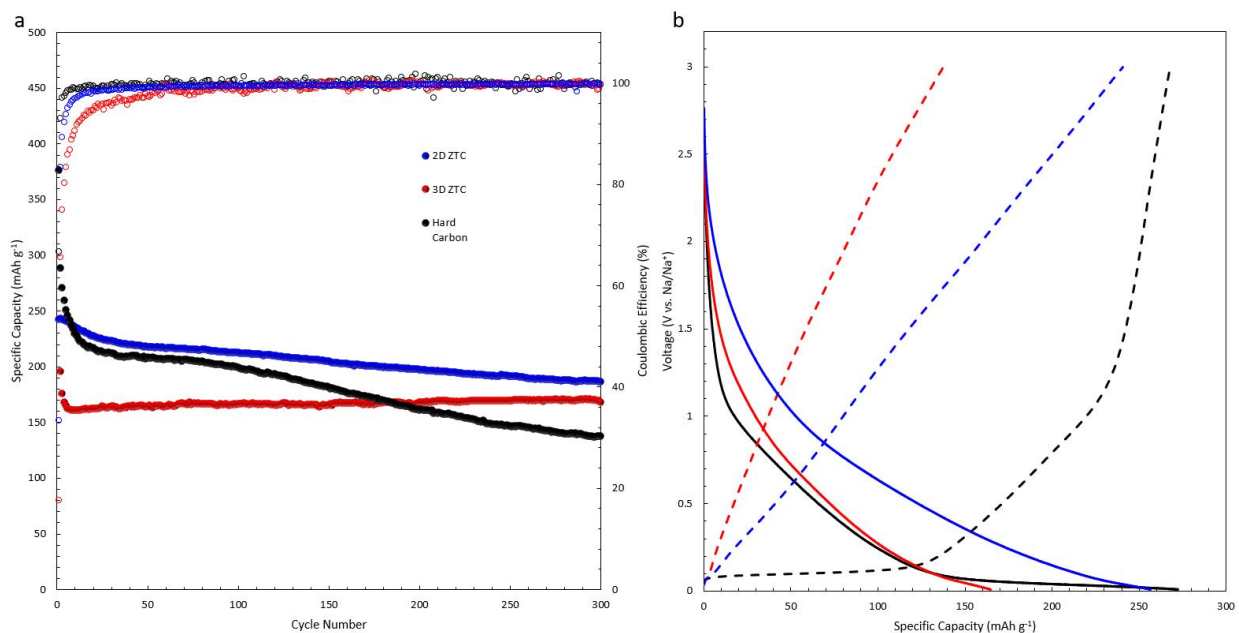 a
500
450
400
350
300
250
200
150
100
50
0
Specific Capacity (mAh g⁻¹)
2D ZTC
3D ZTC
Hard
Carbon
100
80
60
40
20
0
Coulombic Efficiency (%)
0 50 100 150 200 250 300
Cycle Number
b
3
2.5
2
1.5
1
0.5
0
Voltage (V vs. Na/Na⁺)
0 50 100 150 200 250 300
Specific Capacity (mAh g⁻¹)